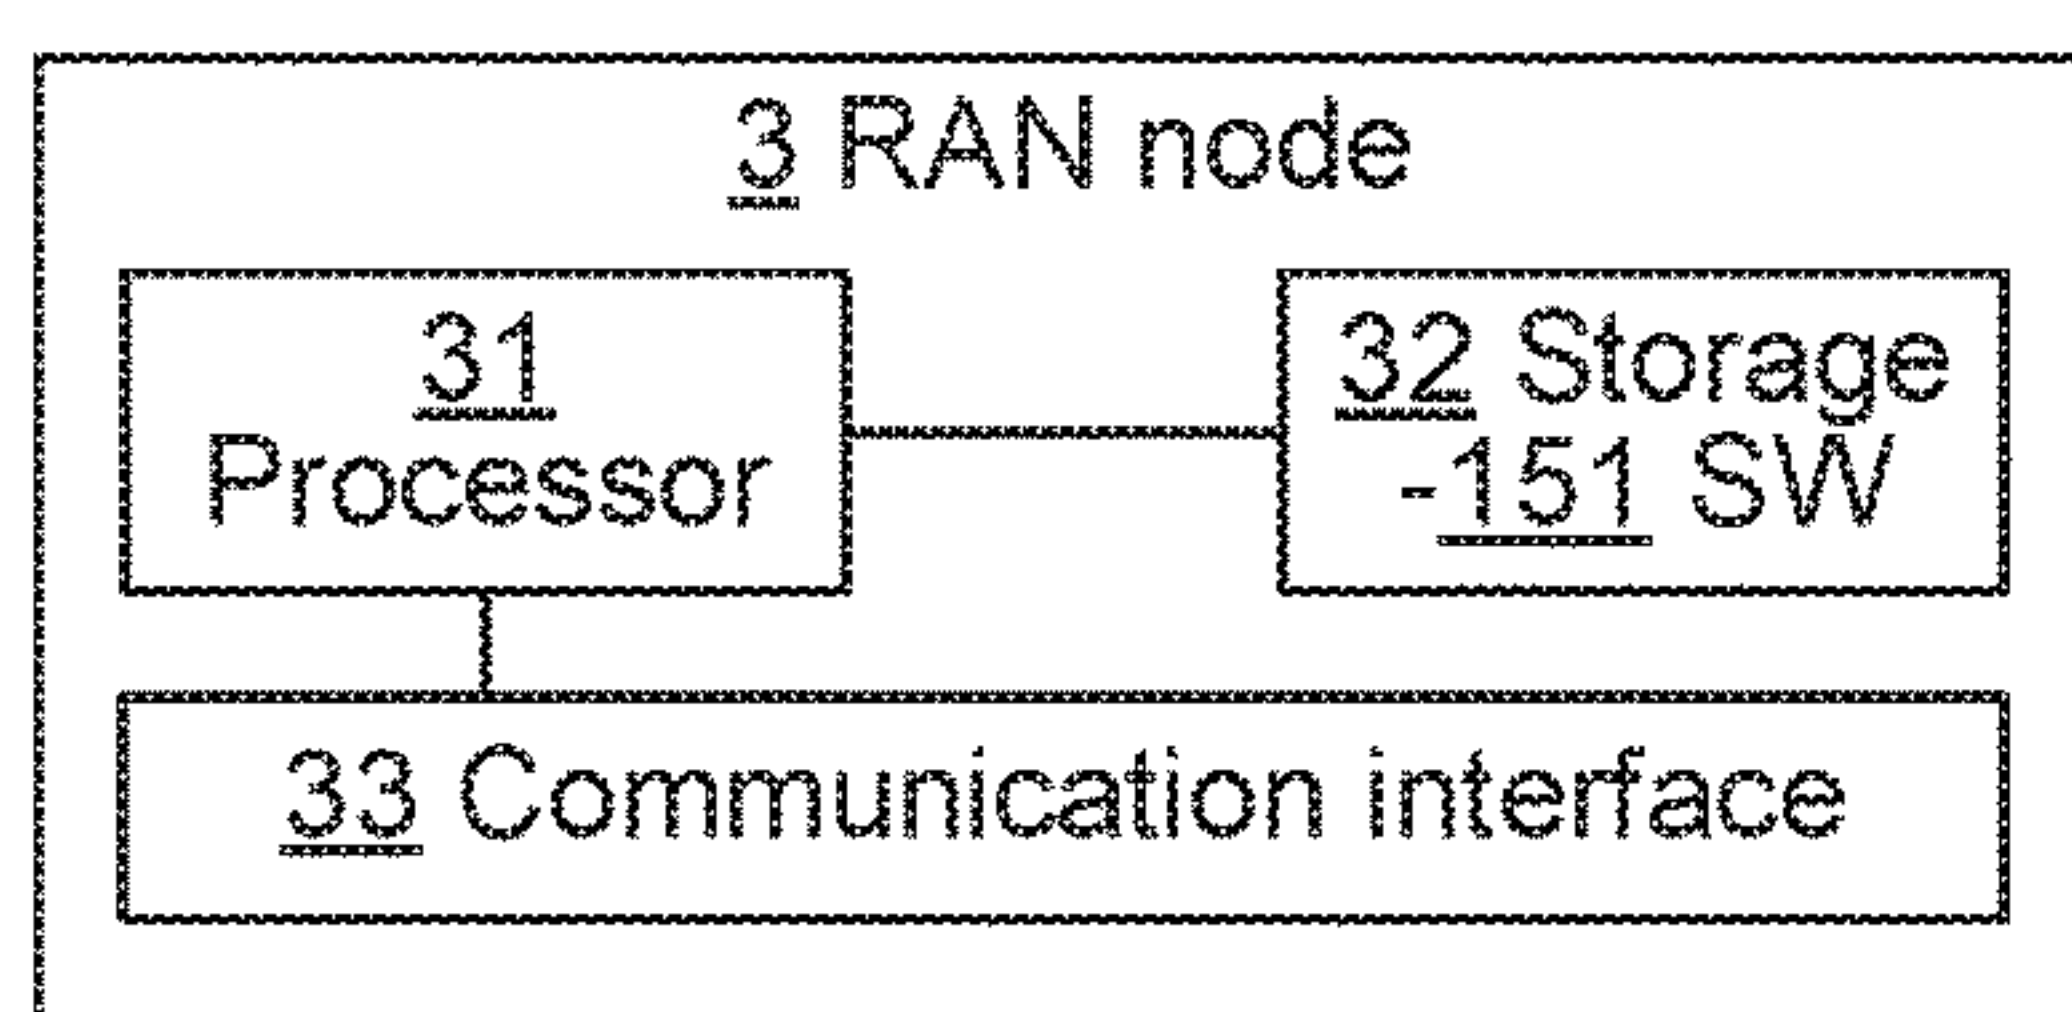 3 RAN node
31
Processor
32 Storage
-151 SW
33 Communication interface